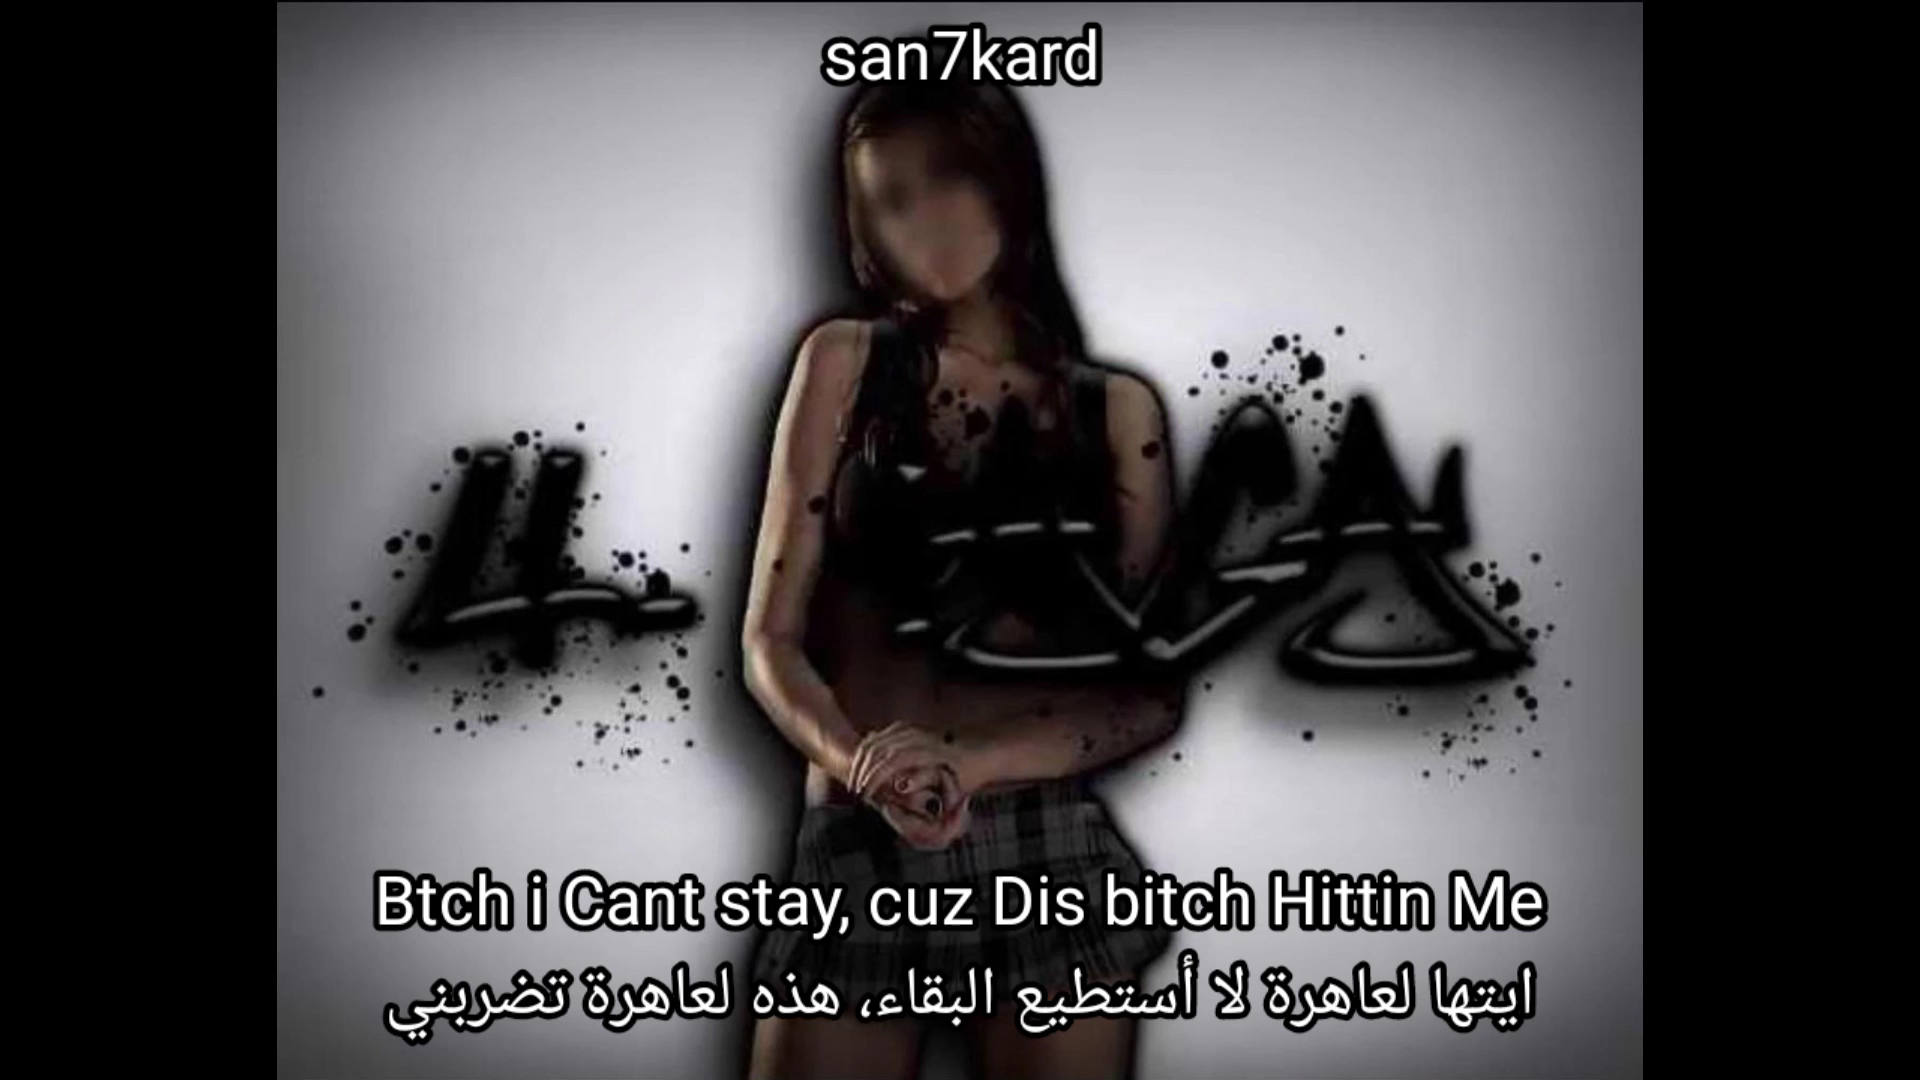 san7kard
Btch i Cant stay, cuz Dis bitch Hittin Me
ايتها لعاهرة لا أستطيع البقاء، هذه لعاهرة تضربني